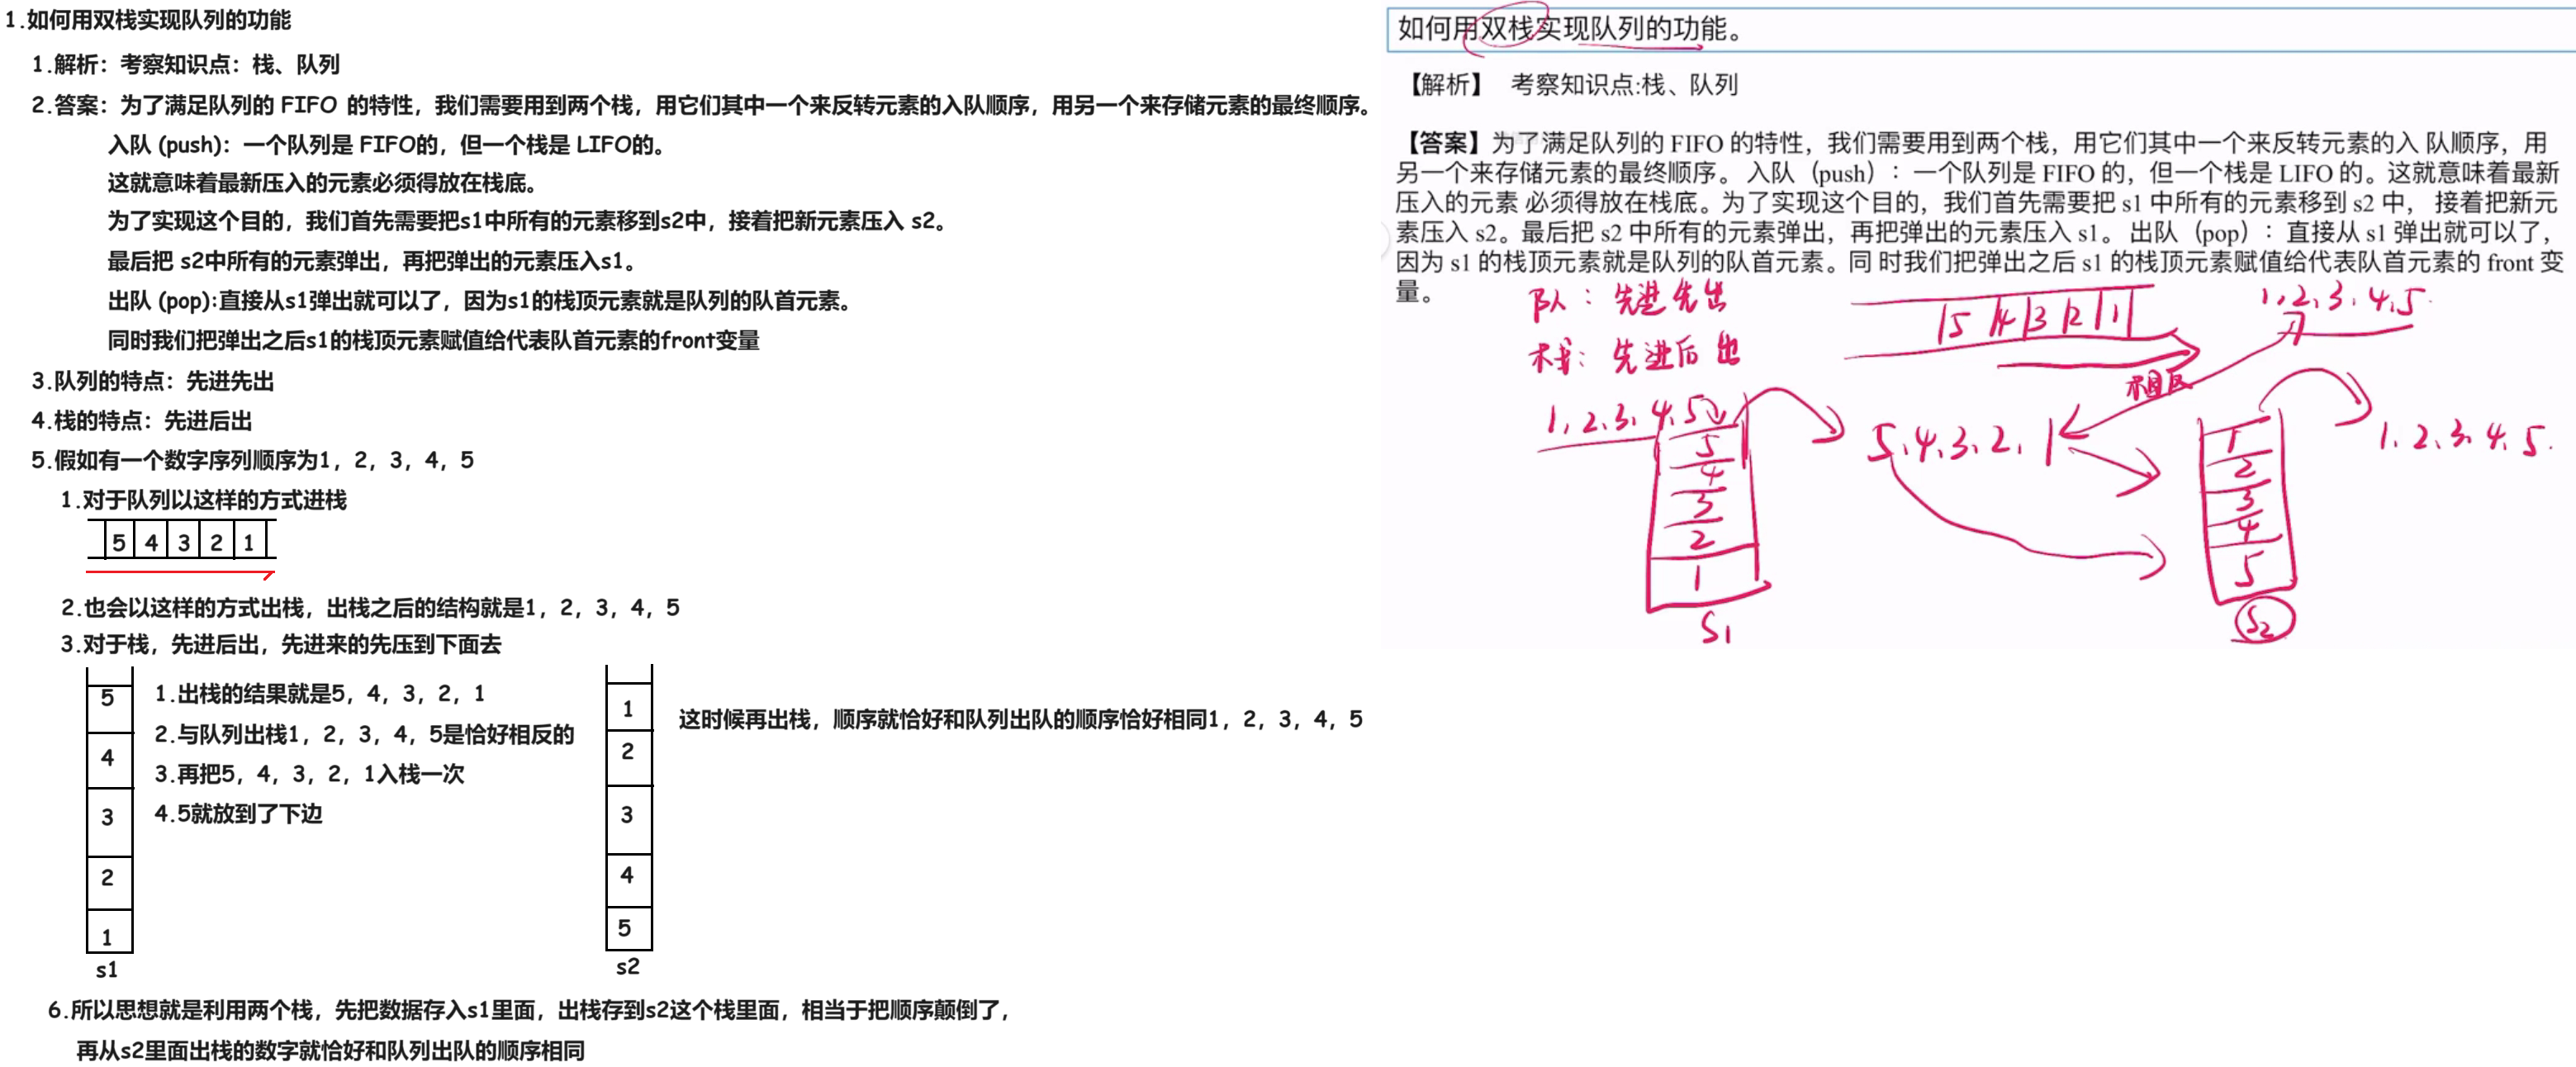 1.如何用双栈实现队列的功能
1.解析：考察知识点：栈、队列
2.答案：为了满足队列的 FIFO 的特性，我们需要用到两个栈，用它们其中一个来反转元素的入队顺序，用另一个来存储元素的最终顺序。
入队 (push)：一个队列是 FIFO的，但一个栈是 LIFO的。
这就意味着最新压入的元素必须得放在栈底。
为了实现这个目的，我们首先需要把s1中所有的元素移到s2中，接着把新元素压入 s2。
最后把 s2中所有的元素弹出，再把弹出的元素压入s1。
出队 (pop):直接从s1弹出就可以了，因为s1的栈顶元素就是队列的队首元素。
同时我们把弹出之后s1的栈顶元素赋值给代表队首元素的front变量
3.队列的特点：先进先出
4.栈的特点：先进后出
5.假如有一个数字序列顺序为1，2，3，4，5
1.对于队列以这样的方式进栈
5 4 3 2 1
2.也会以这样的方式出栈，出栈之后的结构就是1，2，3，4，5
3.对于栈，先进后出，先进来的先压到下面去
5
4
3
2
1
s1
1.出栈的结果就是5，4，3，2，1
2.与队列出栈1，2，3，4，5是恰好相反的
3.再把5，4，3，2，1入栈一次
4.5就放到了下边
1
2
3
4
5
s2
这时候再出栈，顺序就恰好和队列出队的顺序恰好相同1，2，3，4，5
6.所以思想就是利用两个栈，先把数据存入s1里面，出栈存到s2这个栈里面，相当于把顺序颠倒了，
再从s2里面出栈的数字就恰好和队列出队的顺序相同
如何用双栈实现队列的功能。
【解析】 考察知识点:栈、队列
【答案】为了满足队列的 FIFO 的特性，我们需要用到两个栈，用它们其中一个来反转元素的入 队顺序，用
另一个来存储元素的最终顺序。 入队（push）：一个队列是 FIFO 的，但一个栈是 LIFO 的。这就意味着最新
压入的元素 必须得放在栈底。为了实现这个目的，我们首先需要把 s1 中所有的元素移到 s2 中， 接着把新元
素压入 s2。最后把 s2 中所有的元素弹出，再把弹出的元素压入 s1。 出队（pop）：直接从 s1 弹出就可以了，
因为 s1 的栈顶元素就是队列的队首元素。同 时我们把弹出之后 s1 的栈顶元素赋值给代表队首元素的 front 变
量。
队：先进先出
栈：先进后出
5 4 3 2 1
1,2,3,4,5.
相反
1,2,3,4,5
5
4
3
2
1
S1
5,4,3,2,1
1
2
3
4
5
S2
1,2,3,4,5.